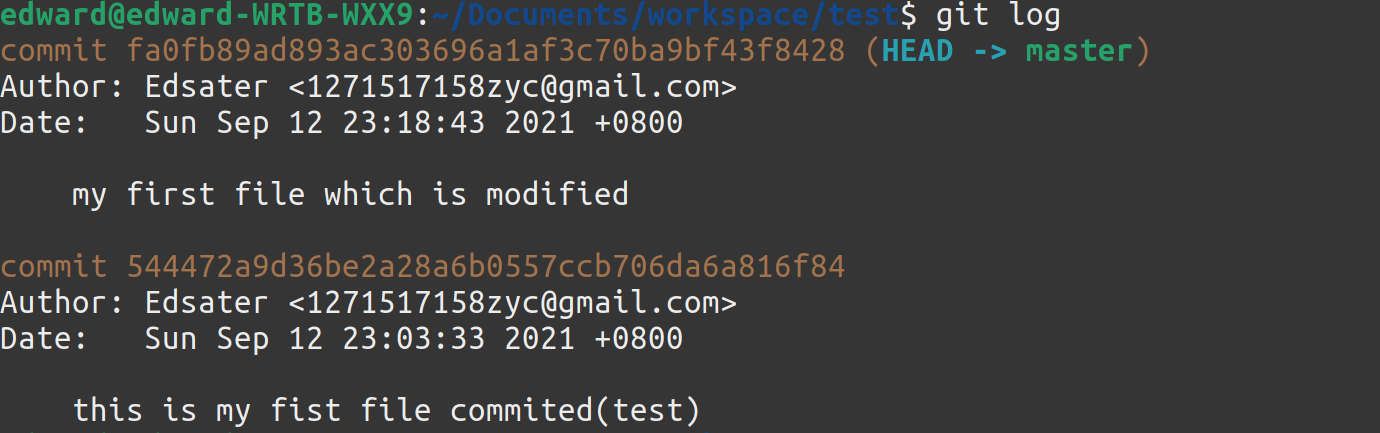 edward@edward-WRTB-WXX9:~/Documents/workspace/test$ git log
commit fa0fb89ad893ac303696a1af3c70ba9bf43f8428 (HEAD -> master)
Author: Edsater <1271517158zyc@gmail.com>
Date:   Sun Sep 12 23:18:43 2021 +0800
    my first file which is modified
commit 544472a9d36be2a28a6b0557ccb706da6a816f84
Author: Edsater <1271517158zyc@gmail.com>
Date:   Sun Sep 12 23:03:33 2021 +0800
    this is my fist file commited(test)